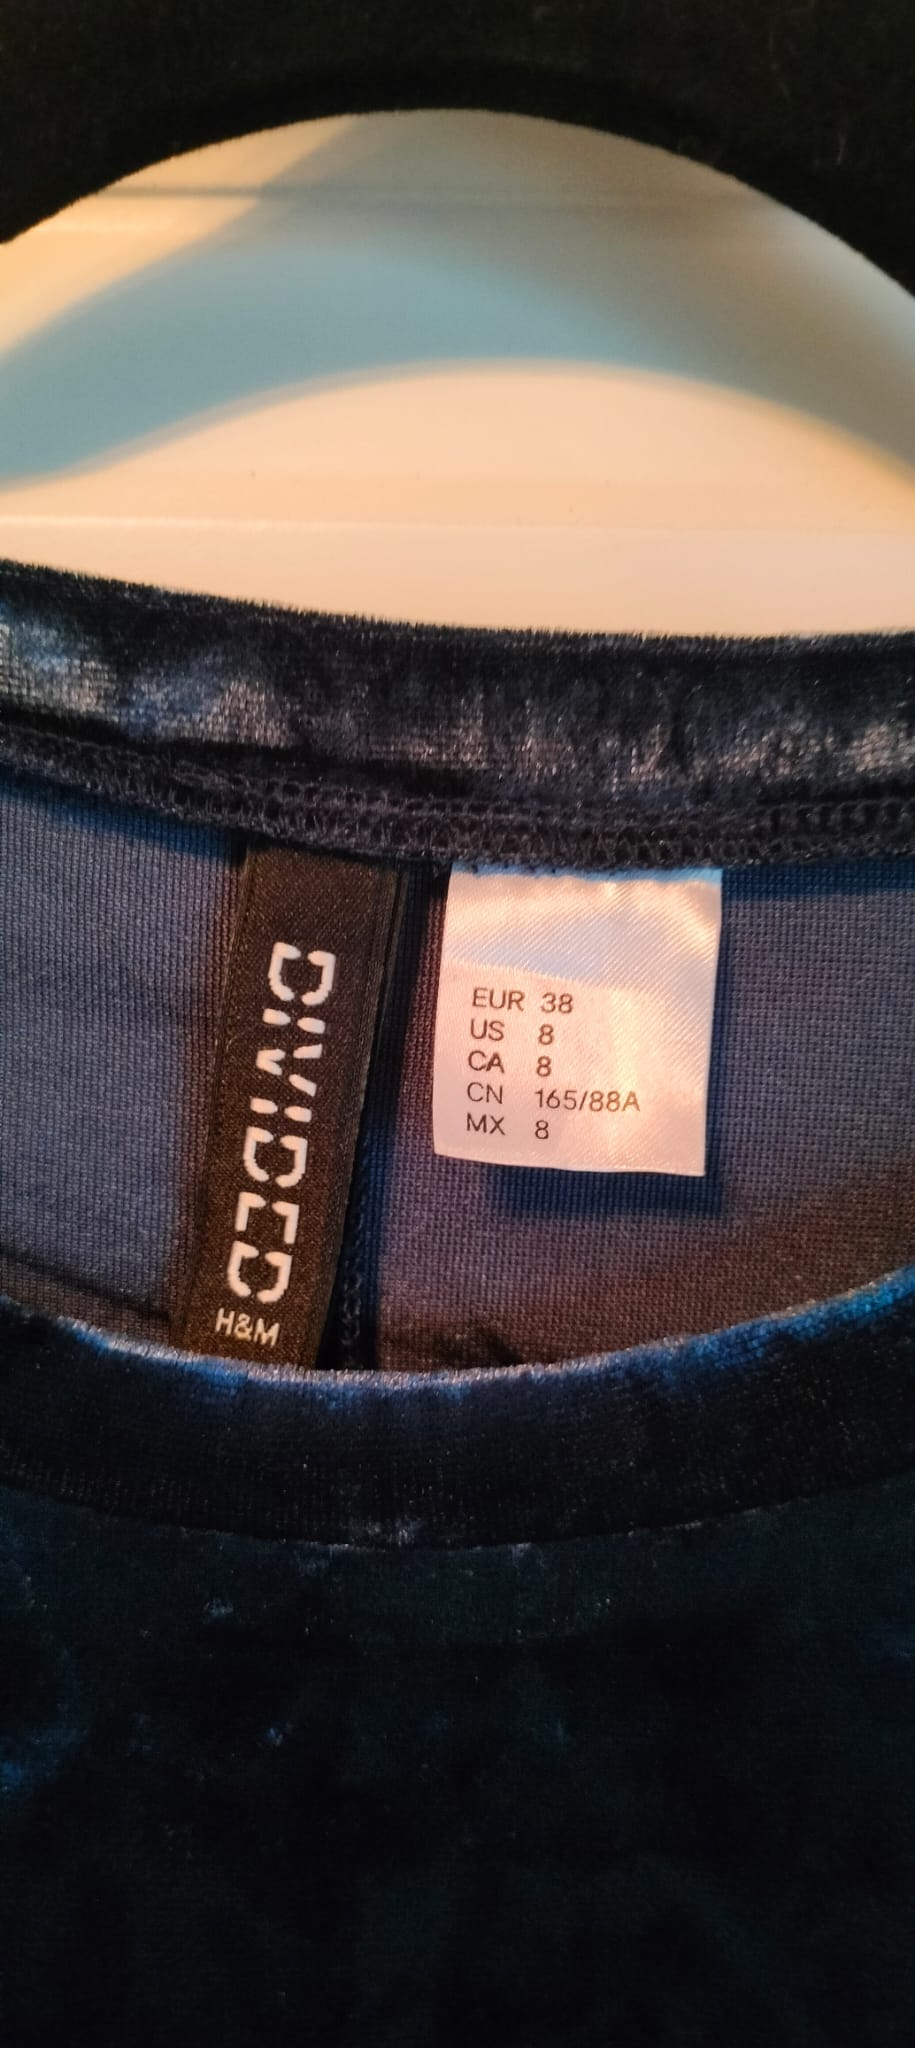 DIVIDED
H&M
EUR 38
US 8
CA 8
CN 165/88A
MX 8